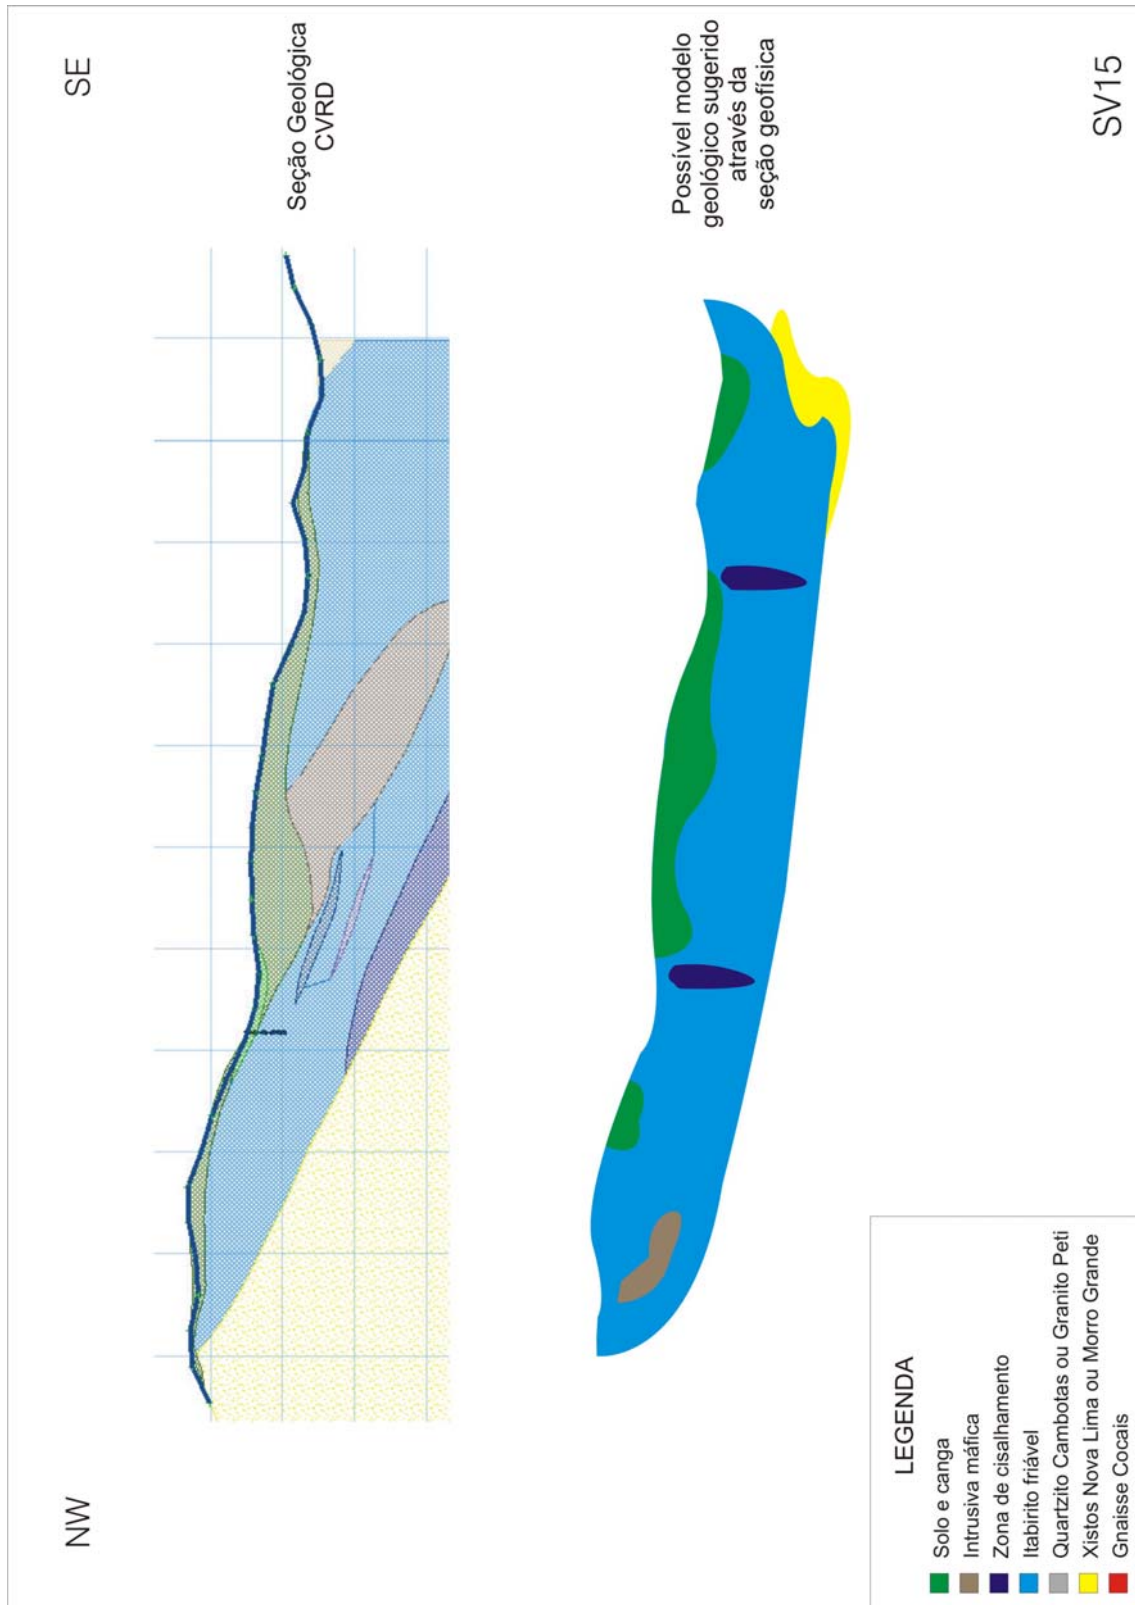 NW
SE
Seção Geológica
CVRD
Possível modelo
geológico sugerido
através da
seção geofísica
LEGENDA
Solo e canga
Intrusiva máfica
Zona de cisalhamento
Itabirito friável
Quartzito Cambotas ou Granito Peti
Xistos Nova Lima ou Morro Grande
Gnaisse Cocais
SV15